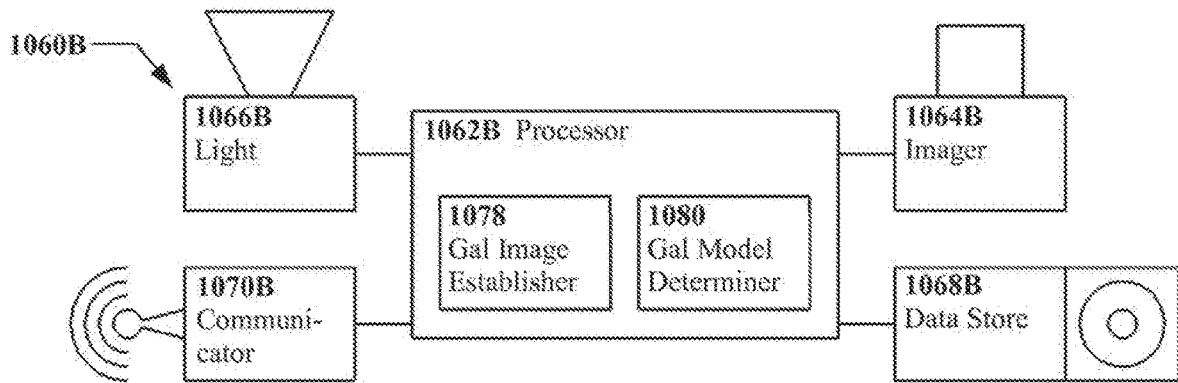 1060B
1066B
Light
1062B Processor
1064B
Imager
1078
Gal Image
Establisher
1080
Gal Model
Determiner
1070B
Communi-
cator
1068B
Data Store